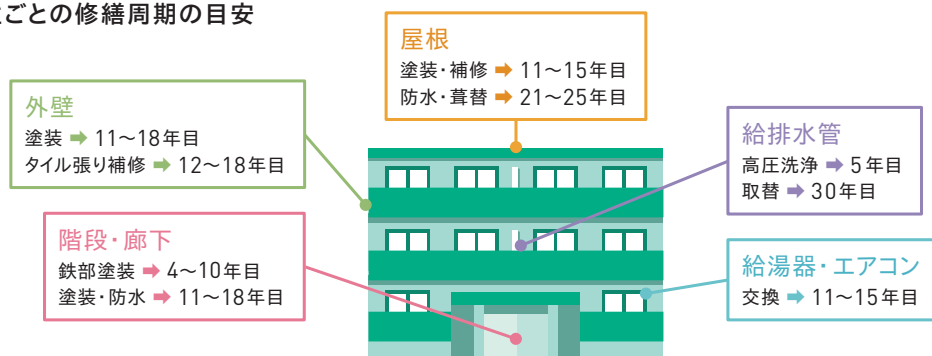 ごとの修繕周期の目安
屋根
塗装・補修 ➡ 11～15年目
防水・葺替 ➡ 21～25年目
外壁
塗装 ➡ 11～18年目
タイル張り補修 ➡ 12～18年目
給排水管
高圧洗浄 ➡ 5年目
取替 ➡ 30年目
階段・廊下
鉄部塗装 ➡ 4～10年目
塗装・防水 ➡ 11～18年目
給湯器・エアコン
交換 ➡ 11～15年目